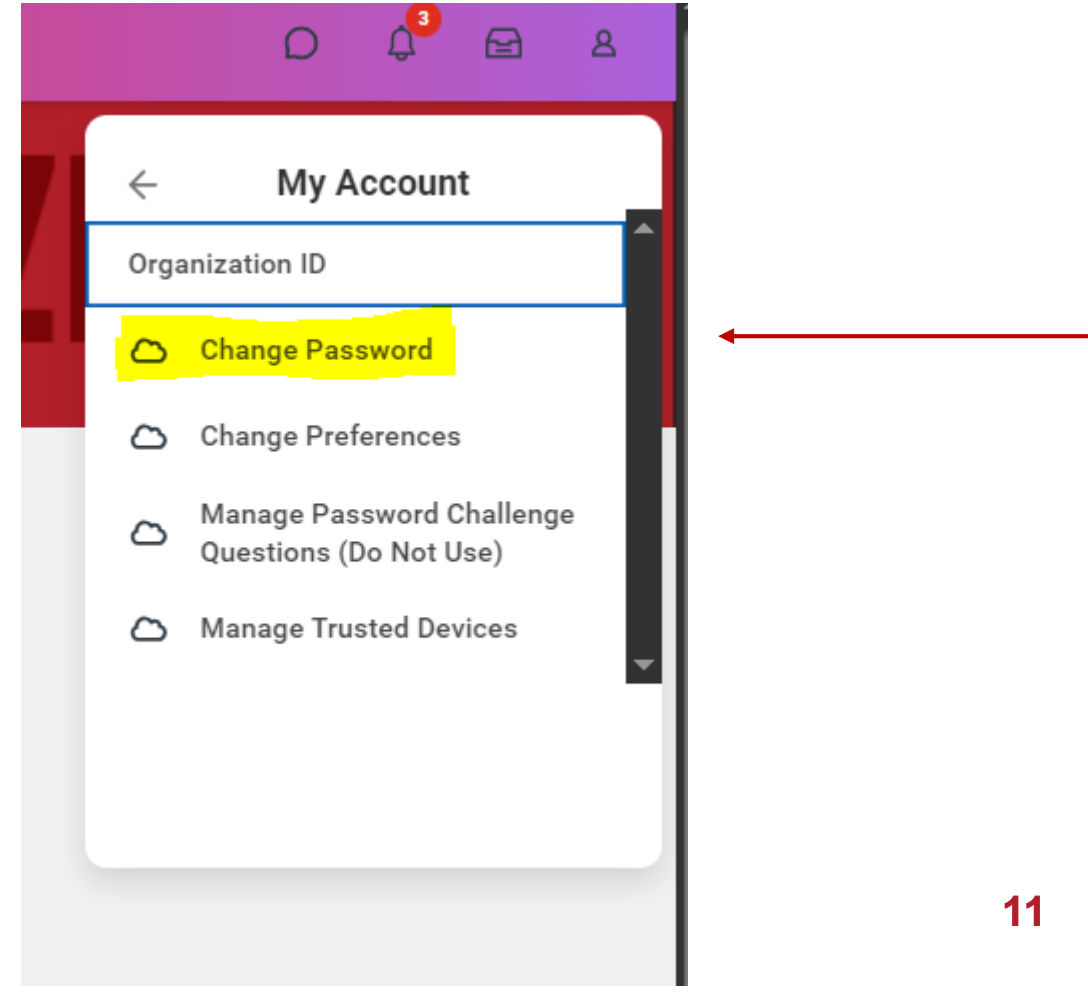 3
My Account
Organization ID
Change Password
Change Preferences
Manage Password Challenge
Questions (Do Not Use)
Manage Trusted Devices
11